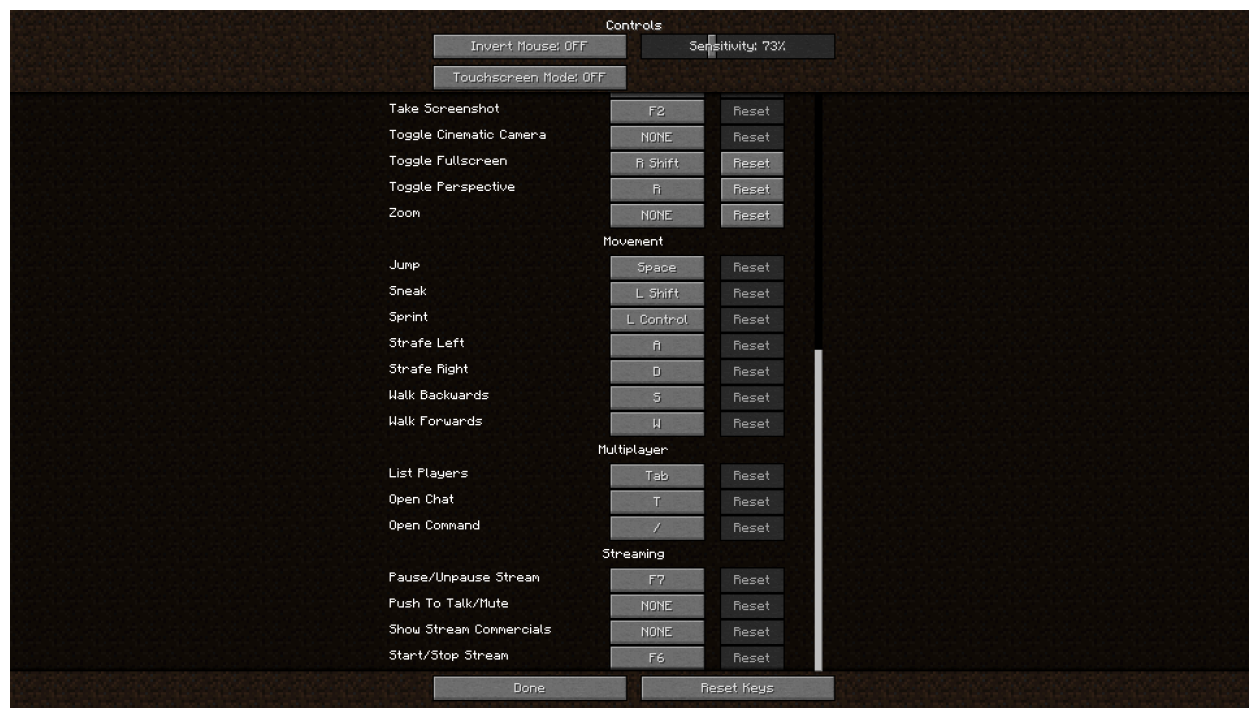 Controls
Invert Mouse: OFF Sensitivity: 73%
Touchscreen Mode: OFF
Take Screenshot F2 Reset
Toggle Cinematic Camera NONE Reset
Toggle Fullscreen R Shift Reset
Toggle Perspective R Reset
Zoom NONE Reset
Movement
Jump Space Reset
Sneak L Shift Reset
Sprint L Control Reset
Strafe Left A Reset
Strafe Right D Reset
Walk Backwards S Reset
Walk Forwards W Reset
Multiplayer
List Players Tab Reset
Open Chat T Reset
Open Command / Reset
Streaming
Pause/Unpause Stream F7 Reset
Push To Talk/Mute NONE Reset
Show Stream Commercials NONE Reset
Start/Stop Stream F6 Reset
Done Reset Keys